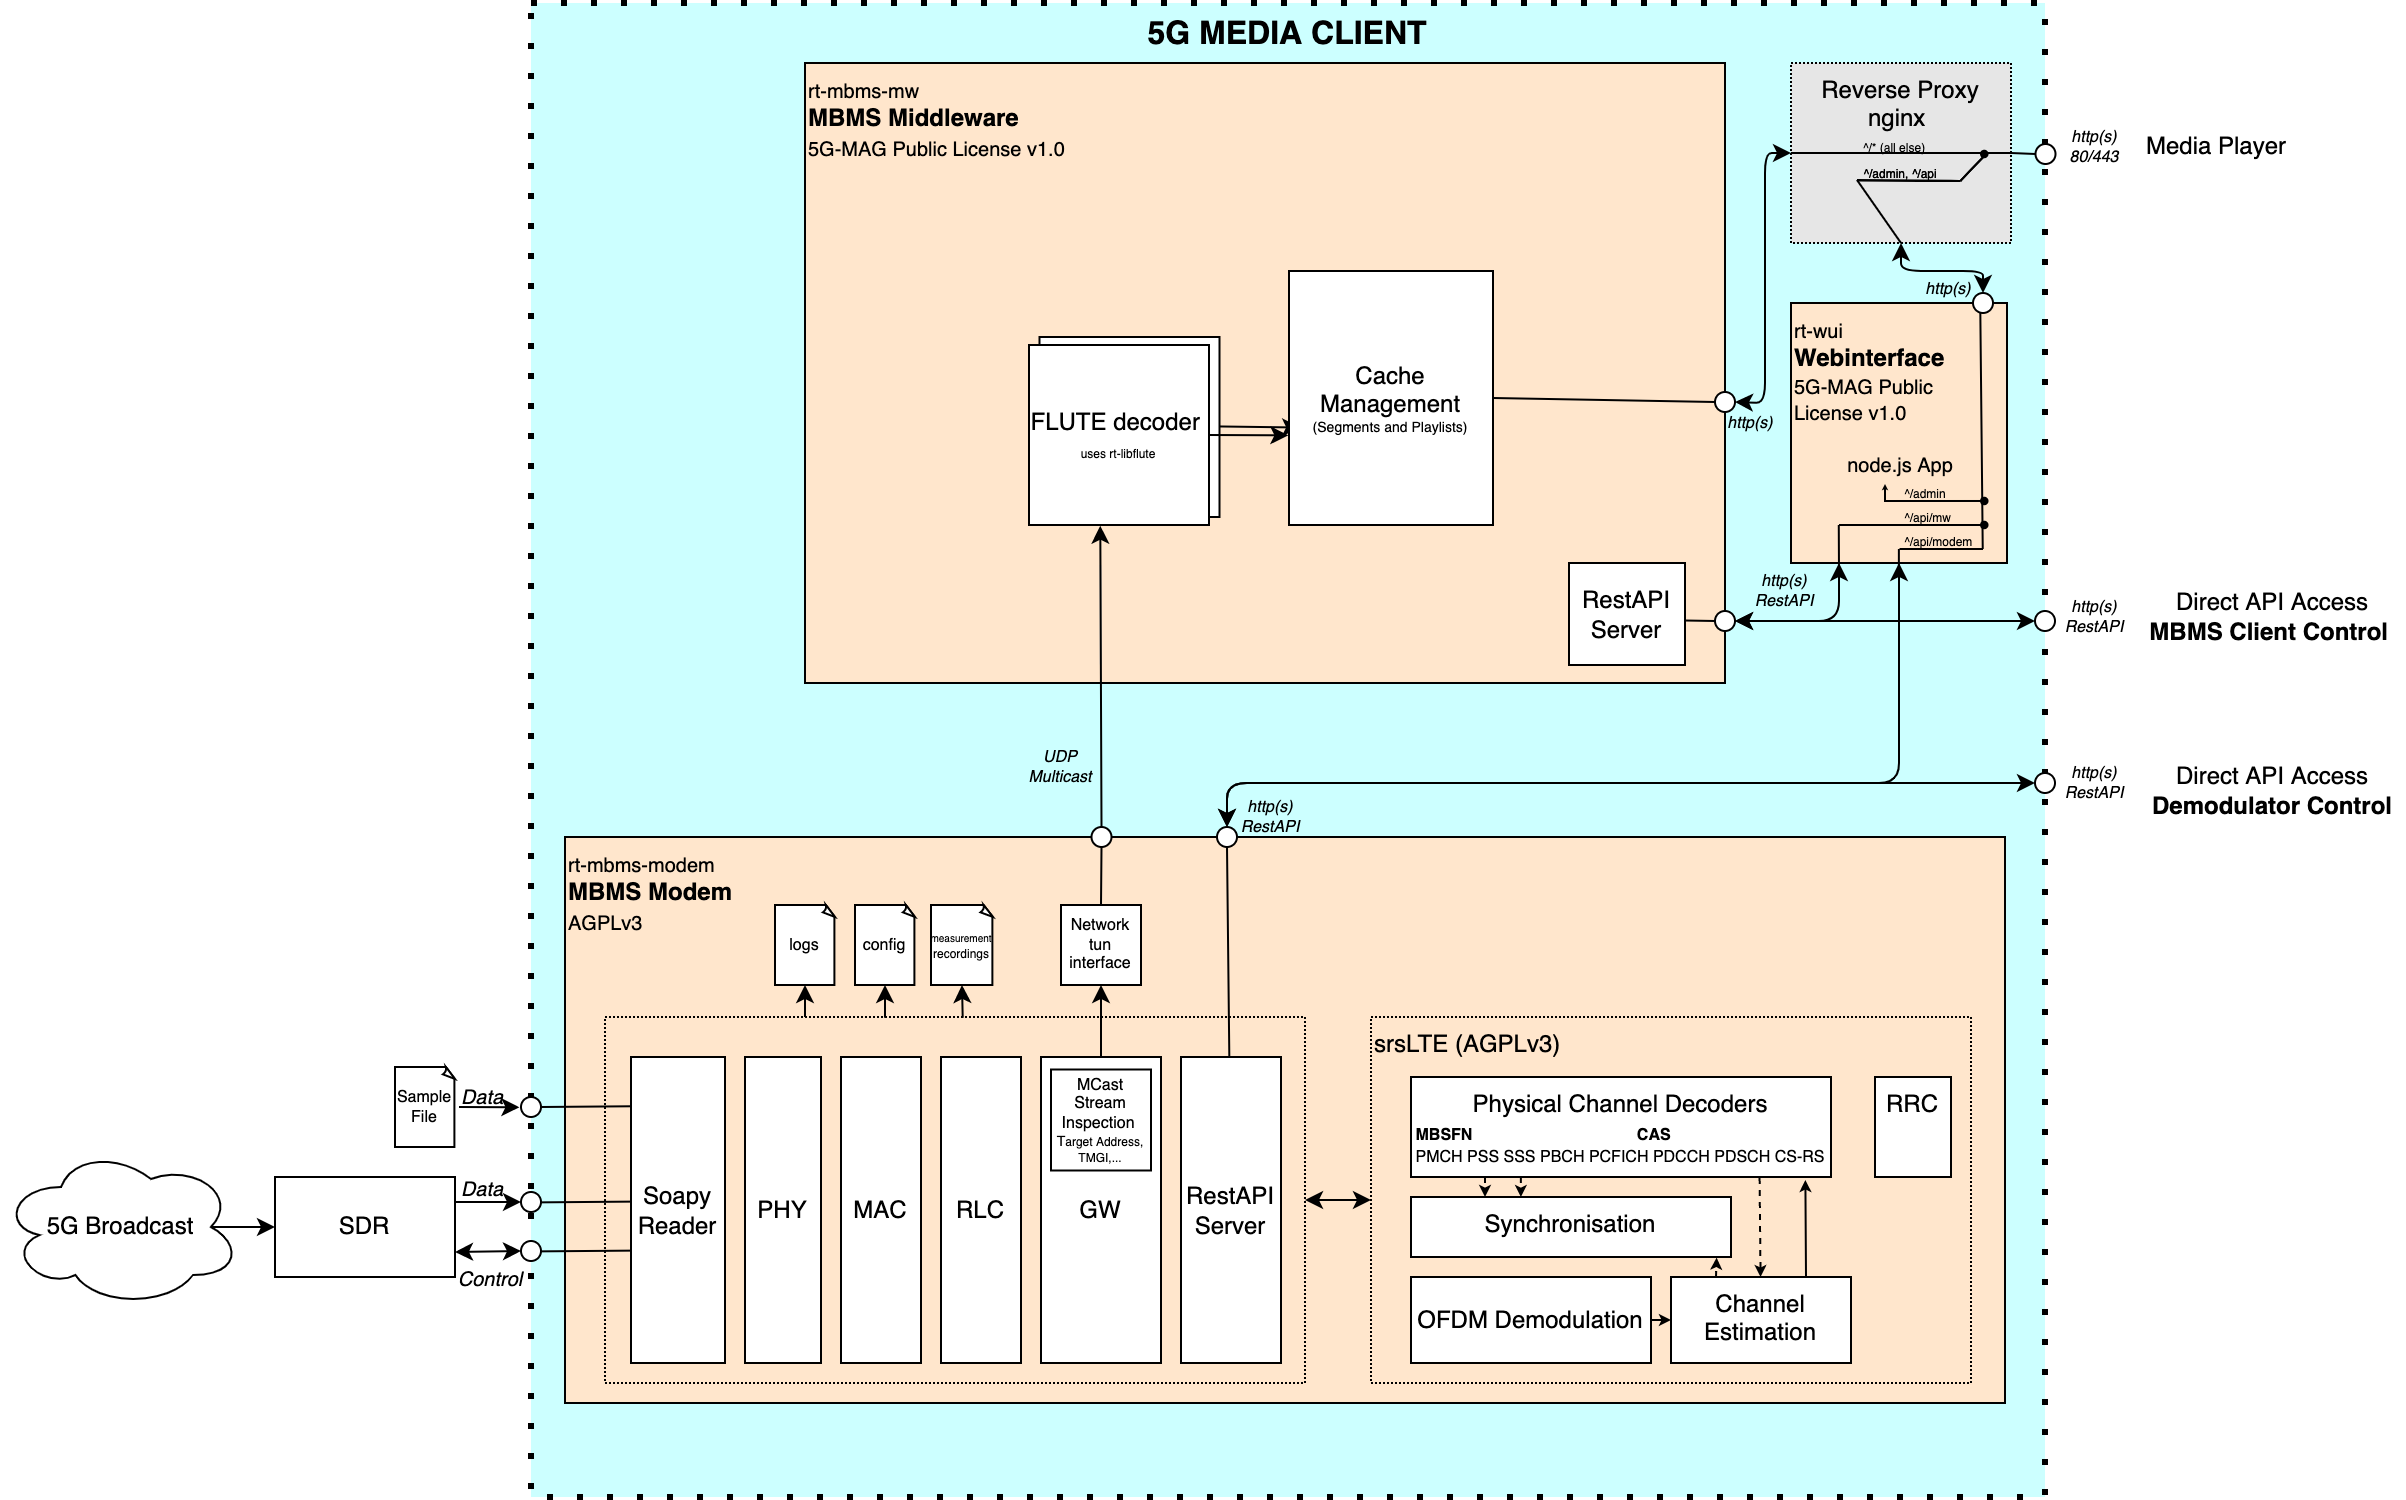 5G MEDIA CLIENT
rt-mbms-mw
MBMS Middleware
5G-MAG Public License v1.0
FLUTE decoder
uses rt-libflute
Cache
Management
(Segments and Playlists)
RestAPI
Server
http(s)
Reverse Proxy
nginx
^/* (all else)
^/admin, ^/api
http(s)
80/443
Media Player
http(s)
rt-wui
Webinterface
5G-MAG Public
License v1.0
node.js App
^/admin
^/api/mw
^/api/modem
http(s)
RestAPI
http(s)
RestAPI
Direct API Access
MBMS Client Control
UDP
Multicast
http(s)
RestAPI
http(s)
RestAPI
Direct API Access
Demodulator Control
rt-mbms-modem
MBMS Modem
AGPLv3
logs
config
measurement
recordings
Network
tun
interface
Sample
File
Data
5G Broadcast
SDR
Data
Control
Soapy
Reader
PHY
MAC
RLC
MCast
Stream
Inspection
Target Address,
TMGI,...
GW
RestAPI
Server
srsLTE (AGPLv3)
Physical Channel Decoders
MBSFN CAS
PMCH PSS SSS PBCH PCFICH PDCCH PDSCH CS-RS
RRC
Synchronisation
OFDM Demodulation
Channel
Estimation